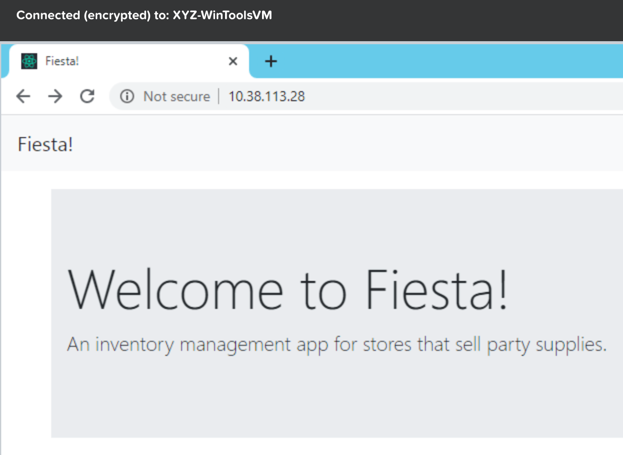 Connected (encrypted) to: XYZ-WinToolsVM
Fiesta!
Not secure | 10.38.113.28
Fiesta!
Welcome to Fiesta!
An inventory management app for stores that sell party supplies.